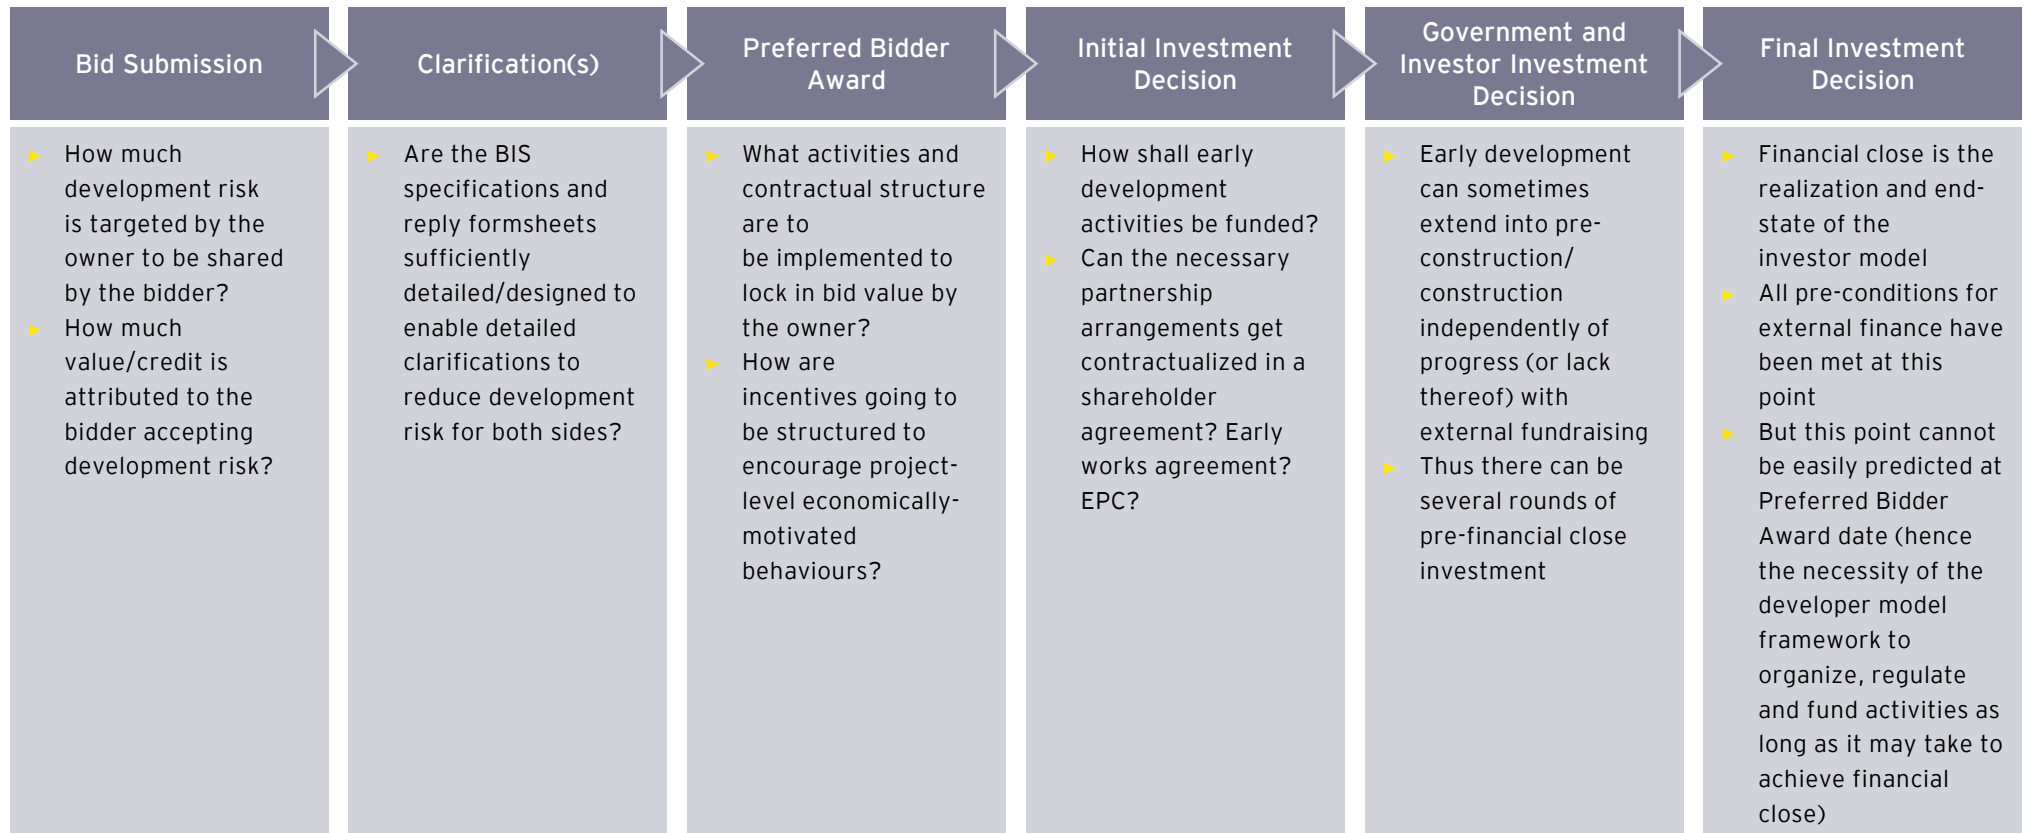 Bid Submission
How much
development risk
is targeted by the
owner to be shared
by the bidder?
How much
value/credit is
attributed to the
bidder accepting
development risk?
Clarification(s)
Are the BIS
specifications and
reply formsheets
sufficiently
detailed/designed to
enable detailed
clarifications to
reduce development
risk for both sides?
Preferred Bidder
Award
What activities and
contractual structure
are to
be implemented to
lock in bid value by
the owner?
How are
incentives going to
be structured to
encourage project-
level economically-
motivated
behaviours?
Initial Investment
Decision
How shall early
development
activities be funded?
Can the necessary
partnership
arrangements get
contractualized in a
shareholder
agreement? Early
works agreement?
EPC?
Government and
Investor Investment
Decision
Early development
can sometimes
extend into pre-
construction/
construction
independently of
progress (or lack
thereof) with
external fundraising
Thus there can be
several rounds of
pre-financial close
investment
Final Investment
Decision
Financial close is the
realization and end-
state of the
investor model
All pre-conditions for
external finance have
been met at this
point
But this point cannot
be easily predicted at
Preferred Bidder
Award date (hence
the necessity of the
developer model
framework to
organize, regulate
and fund activities as
long as it may take to
achieve financial
close)